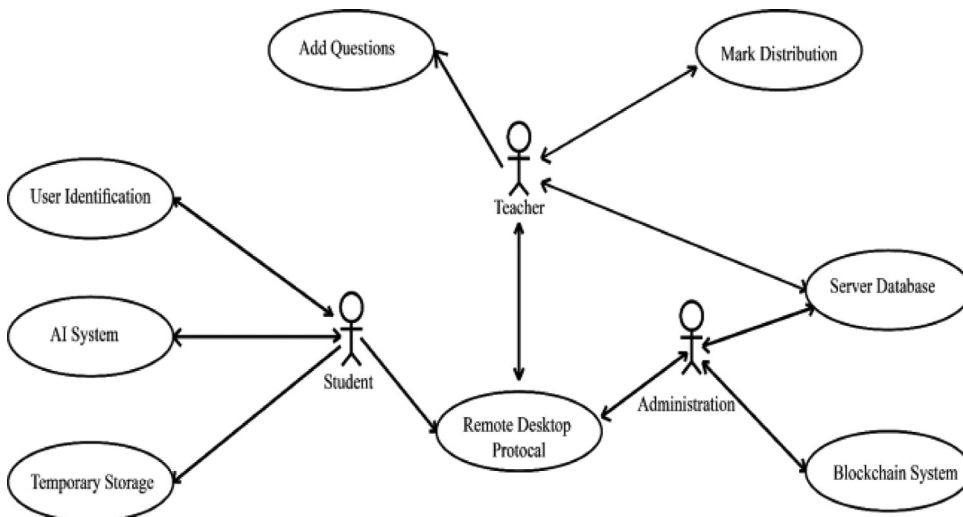 Add Questions
Mark Distribution
User Identification
Teacher
Server Database
AI System
Student
Administration
Remote Desktop
Protocal
Temporary Storage
Blockchain System